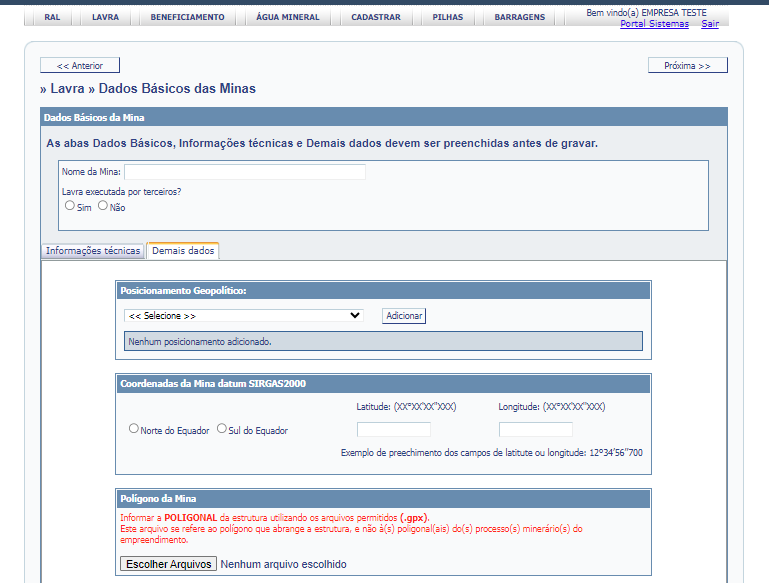 RAL LAVRA BENEFICIAMENTO ÁGUA MINERAL CADASTRAR PILHAS BARRAGENS
Bem vindo(a) EMPRESA TESTE
Portal Sistemas Sair
<< Anterior Próxima >>
» Lavra » Dados Básicos das Minas
Dados Básicos da Mina
As abas Dados Básicos, Informações técnicas e Demais dados devem ser preenchidas antes de gravar.
Nome da Mina:
Lavra executada por terceiros?
Sim Não
Informações técnicas Demais dados
Posicionamento Geopolítico:
<< Selecione >> Adicionar
Nenhum posicionamento adicionado.
Coordenadas da Mina datum SIRGAS2000
Latitude: (XX°XX'XX"XXX) Longitude: (XX°XX'XX"XXX)
Norte do Equador Sul do Equador
Exemplo de preechimento dos campos de latitute ou longitude: 12°34'56"700
Polígono da Mina
Informar a POLIGONAL da estrutura utilizando os arquivos permitidos (.gpx).
Este arquivo se refere ao polígono que abrange a estrutura, e não à(s) poligonal(ais) do(s) processo(s) minerário(s) do
empreendimento.
Escolher Arquivos Nenhum arquivo escolhido